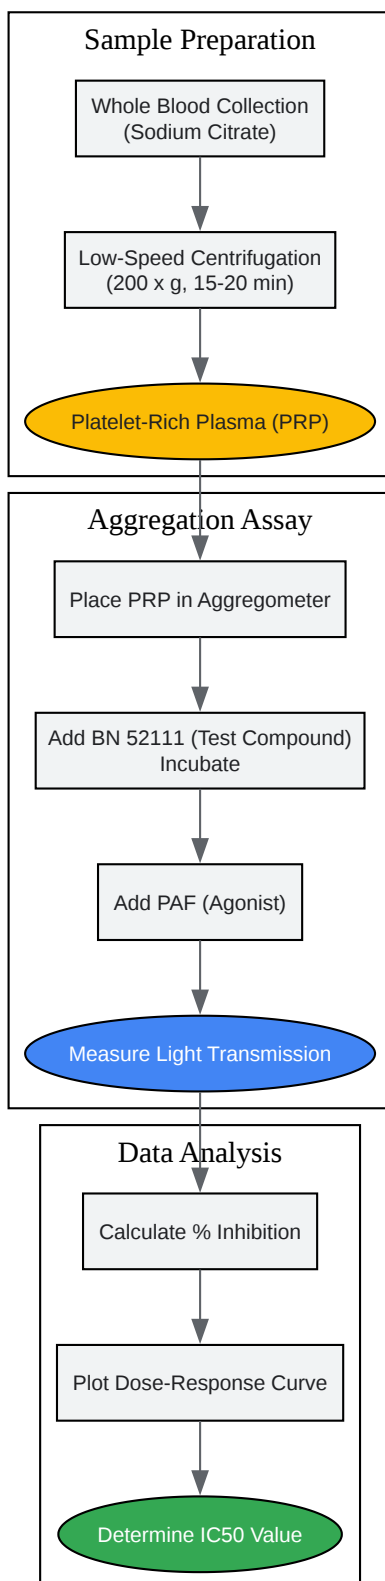 Sample Preparation
Whole Blood Collection
(Sodium Citrate)
Low-Speed Centrifugation
(200 x g, 15-20 min)
Platelet-Rich Plasma (PRP)
Aggregation Assay
Place PRP in Aggregometer
Add BN 52111 (Test Compound)
Incubate
Add PAF (Agonist)
Measure Light Transmission
Data Analysis
Calculate % Inhibition
Plot Dose-Response Curve
Determine IC50 Value